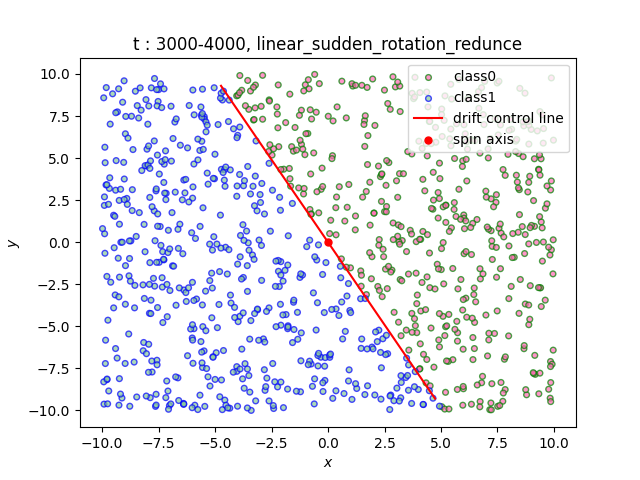 t : 3000-4000, linear_sudden_rotation_redunce
class0
class1
drift control line
spin axis
10.0
7.5
5.0
2.5
0.0
−2.5
−5.0
−7.5
−10.0
y
−10.0 −7.5 −5.0 −2.5 0.0 2.5 5.0 7.5 10.0
x